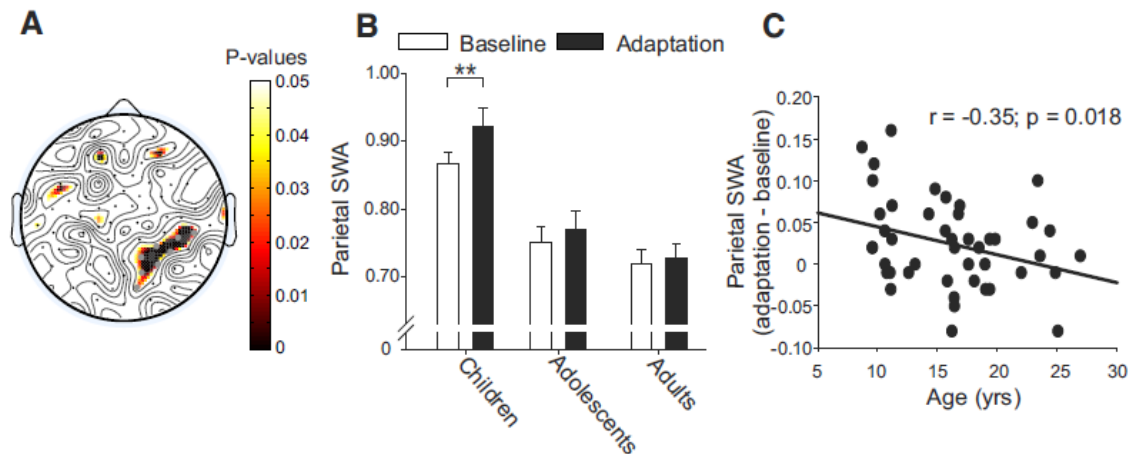 A
P-values
0.05
0.04
0.03
0.02
0.01
0
B
Baseline
Adaptation
**
1.00
0.90
0.80
0.70
0
Parietal SWA
Children
Adolescents
Adults
C
r = -0.35; p = 0.018
0.20
0.15
0.10
0.05
0
-0.05
-0.10
Parietal SWA
(adaptation - baseline)
5
10
15
20
25
30
Age (yrs)